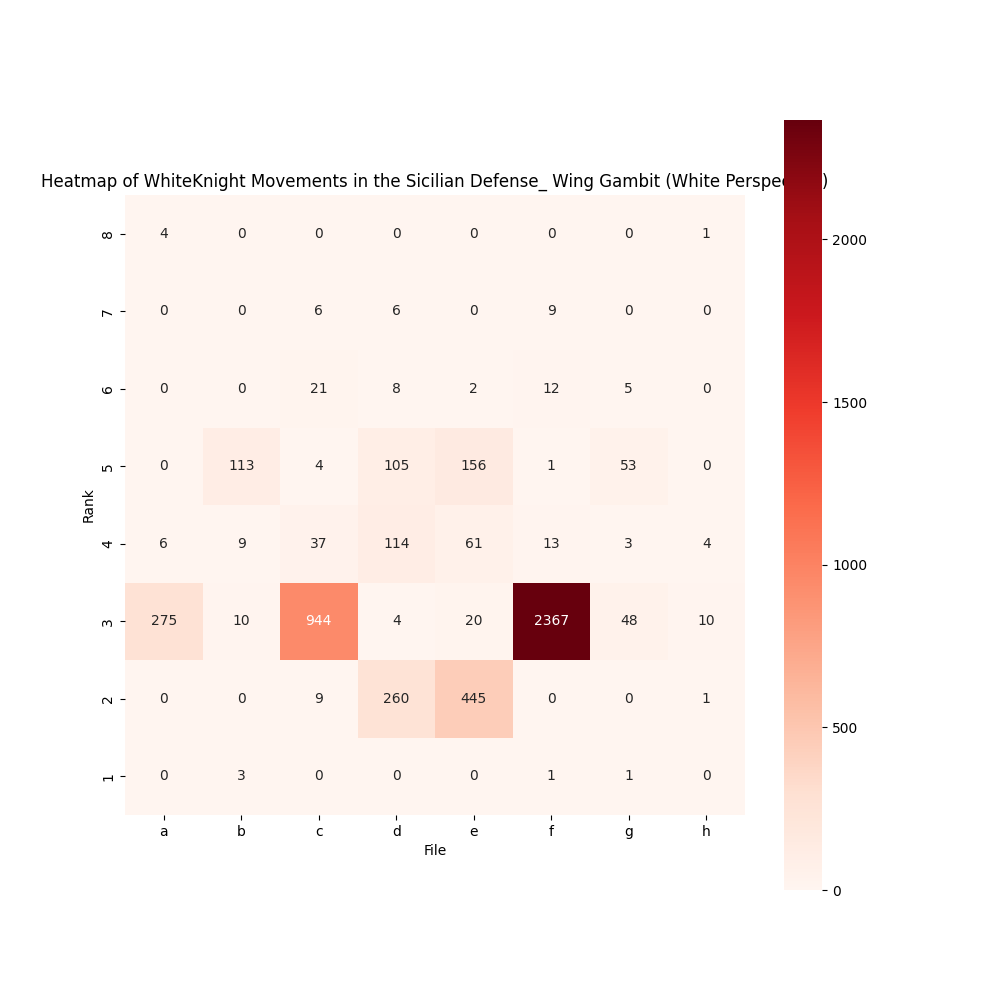 Heatmap of WhiteKnight Movements in the Sicilian Defense_ Wing Gambit (White Perspe )
8 4 0 0 0 0 0 0 1
7 0 0 6 6 0 9 0 0
6 0 0 21 8 2 12 5 0
5 0 113 4 105 156 1 53 0
4 6 9 37 114 61 13 3 4
3 275 10 944 4 20 2367 48 10
2 0 0 9 260 445 0 0 1
1 0 3 0 0 0 1 1 0
a b c d e f g h
File
Rank
2000
1500
1000
500
0